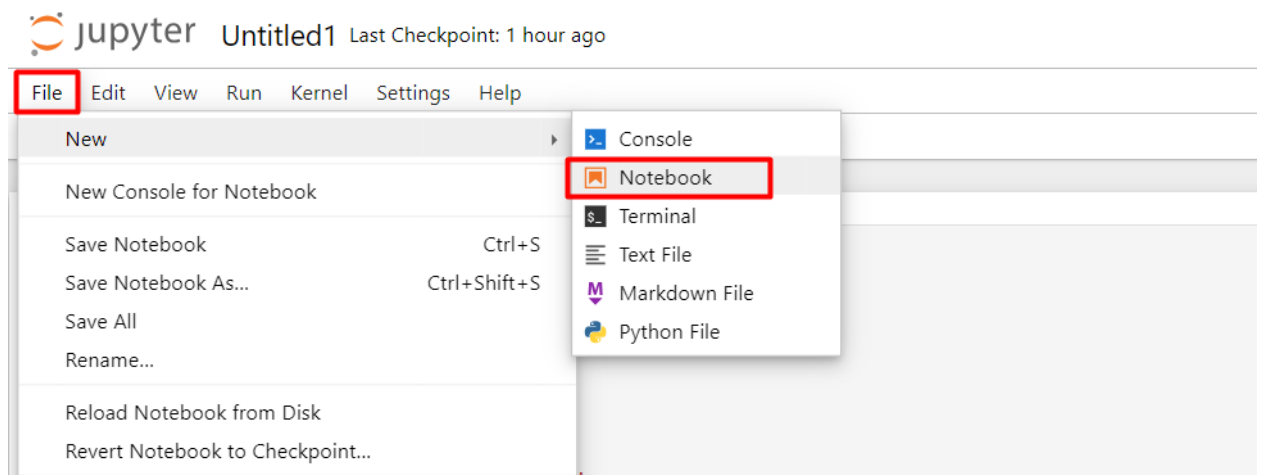 jupyter Untitled1 Last Checkpoint: 1 hour ago
File Edit View Run Kernel Settings Help
New
New Console for Notebook
Save Notebook Ctrl+S
Save Notebook As... Ctrl+Shift+S
Save All
Rename...
Reload Notebook from Disk
Revert Notebook to Checkpoint...
Console
Notebook
$_ Terminal
Text File
M Markdown File
Python File